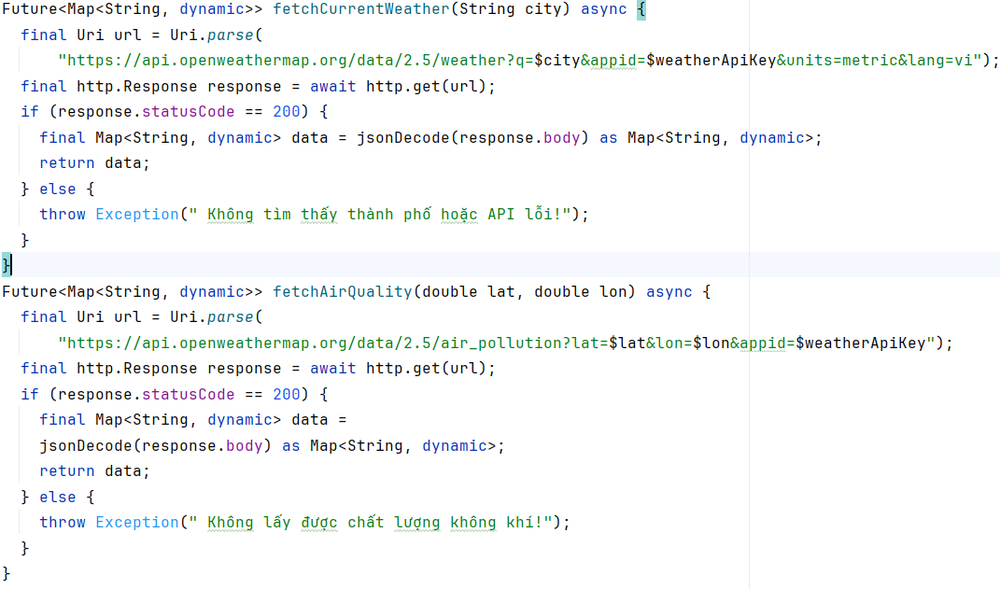 Future<Map<String, dynamic>> fetchCurrentWeather(String city) async {
  final Uri url = Uri.parse(
      "https://api.openweathermap.org/data/2.5/weather?q=$city&appid=$weatherApiKey&units=metric&lang=vi");
  final http.Response response = await http.get(url);
  if (response.statusCode == 200) {
    final Map<String, dynamic> data = jsonDecode(response.body) as Map<String, dynamic>;
    return data;
  } else {
    throw Exception(" Không tìm thấy thành phố hoặc API lỗi!");
  }
}
Future<Map<String, dynamic>> fetchAirQuality(double lat, double lon) async {
  final Uri url = Uri.parse(
      "https://api.openweathermap.org/data/2.5/air_pollution?lat=$lat&lon=$lon&appid=$weatherApiKey");
  final http.Response response = await http.get(url);
  if (response.statusCode == 200) {
    final Map<String, dynamic> data =
    jsonDecode(response.body) as Map<String, dynamic>;
    return data;
  } else {
    throw Exception(" Không lấy được chất lượng không khí!");
  }
}